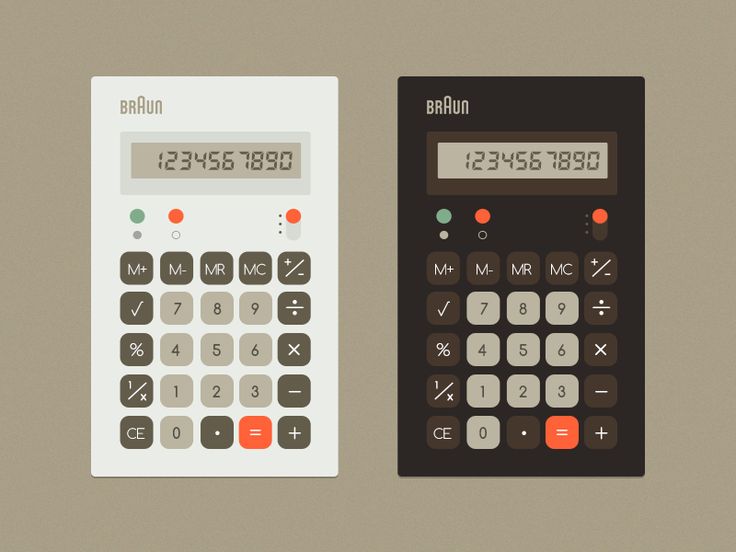 BRAUN
1234567890
M+ M- MR MC +/-
√ 7 8 9 ÷
% 4 5 6 ×
1/x 1 2 3 −
CE 0 • = +
BRAUN
1234567890
M+ M- MR MC +/-
√ 7 8 9 ÷
% 4 5 6 ×
1/x 1 2 3 −
CE 0 • = +